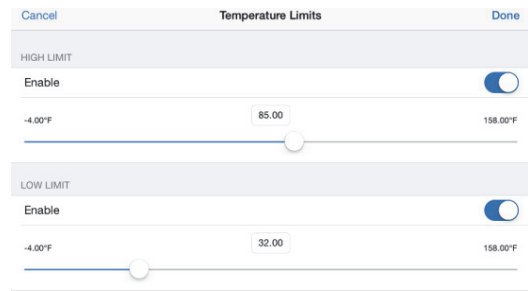 Cancel Temperature Limits Done
HIGH LIMIT
Enable
-4.00°F 85.00 158.00°F
LOW LIMIT
Enable
-4.00°F 32.00 158.00°F